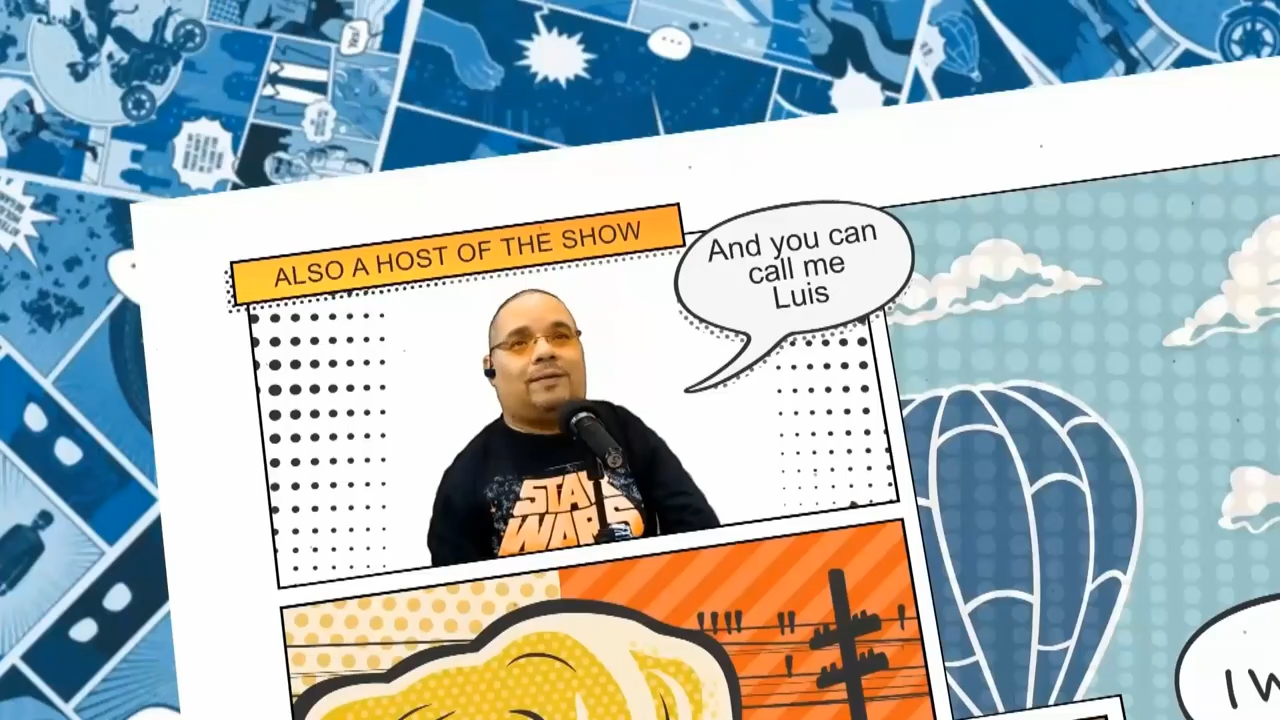 ALSO A HOST OF THE SHOW
And you can
call me
Luis
STAR
WARS
I W